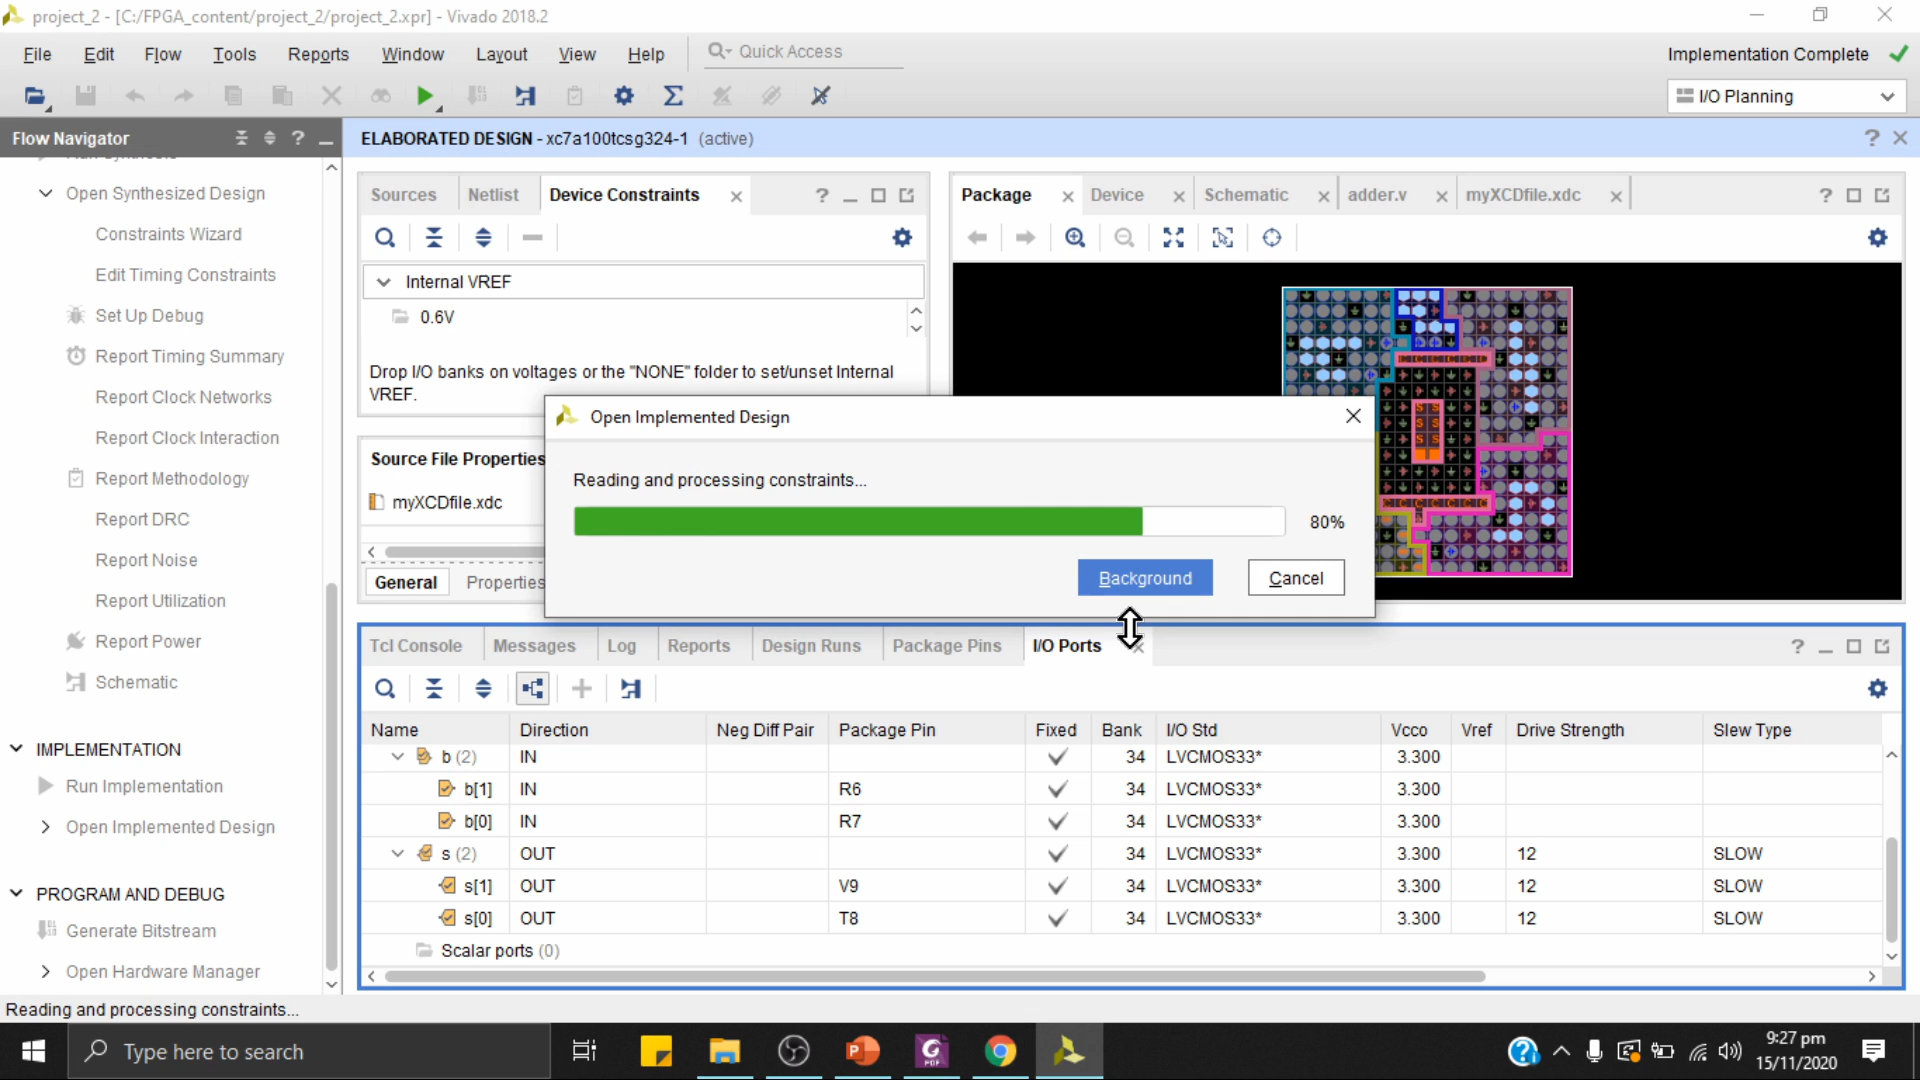 project_2 - [C:/FPGA_content/project_2/project_2.xpr] - Vivado 2018.2
File Edit Flow Tools Reports Window Layout View Help Quick Access
Implementation Complete
I/O Planning
Flow Navigator
ELABORATED DESIGN - xc7a100tcsg324-1 (active)
Open Synthesized Design
Constraints Wizard
Edit Timing Constraints
Set Up Debug
Report Timing Summary
Report Clock Networks
Report Clock Interaction
Report Methodology
Report DRC
Report Noise
Report Utilization
Report Power
Schematic
IMPLEMENTATION
Run Implementation
Open Implemented Design
PROGRAM AND DEBUG
Generate Bitstream
Open Hardware Manager
Sources Netlist Device Constraints
Internal VREF
0.6V
Drop I/O banks on voltages or the "NONE" folder to set/unset Internal
VREF.
Source File Properties
myXCDfile.xdc
General Properties
Package Device Schematic adder.v myXCDfile.xdc
Open Implemented Design
Reading and processing constraints...
80%
Background Cancel
Tcl Console Messages Log Reports Design Runs Package Pins I/O Ports
Name Direction Neg Diff Pair Package Pin Fixed Bank I/O Std Vcco Vref Drive Strength Slew Type
b (2) IN 34 LVCMOS33* 3.300
b[1] IN R6 34 LVCMOS33* 3.300
b[0] IN R7 34 LVCMOS33* 3.300
s (2) OUT 34 LVCMOS33* 3.300 12 SLOW
s[1] OUT V9 34 LVCMOS33* 3.300 12 SLOW
s[0] OUT T8 34 LVCMOS33* 3.300 12 SLOW
Scalar ports (0)
Reading and processing constraints...
Type here to search
9:27 pm
15/11/2020